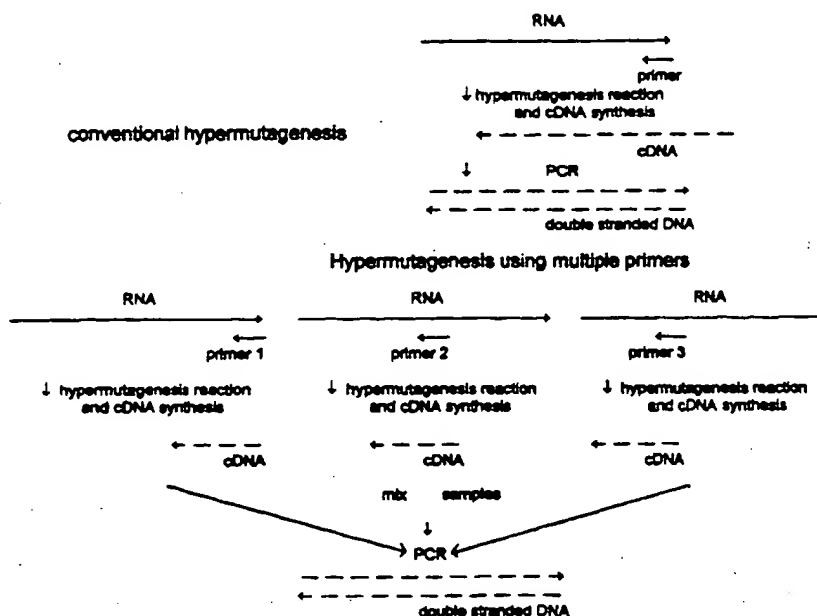 RNA
primer
↓ hypermutagenesis reaction
and cDNA synthesis
conventional hypermutagenesis
cDNA
↓ PCR
double stranded DNA
Hypermutagenesis using multiple primers
RNA RNA RNA
primer 1 primer 2 primer 3
↓ hypermutagenesis reaction ↓ hypermutagenesis reaction ↓ hypermutagenesis reaction
and cDNA synthesis and cDNA synthesis and cDNA synthesis
cDNA cDNA cDNA
mix samples
↓
PCR
double stranded DNA